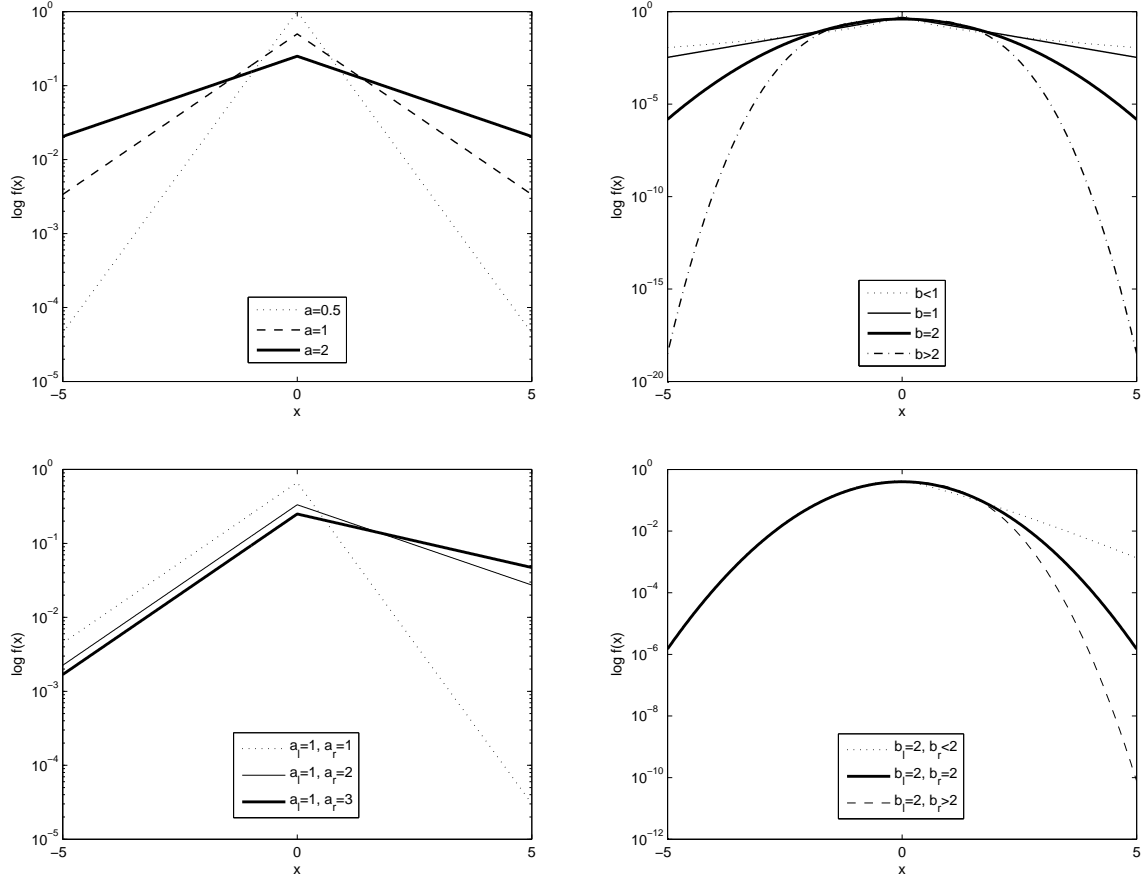 10^0
10^-1
10^-2
10^-3
10^-4
10^-5
log f(x)
-5 0 5
x
a=0.5
a=1
a=2
10^0
10^-5
10^-10
10^-15
10^-20
log f(x)
-5 0 5
x
b<1
b=1
b=2
b>2
10^0
10^-1
10^-2
10^-3
10^-4
10^-5
log f(x)
-5 0 5
x
a_l=1, a_r=1
a_l=1, a_r=2
a_l=1, a_r=3
10^0
10^-2
10^-4
10^-6
10^-8
10^-10
10^-12
log f(x)
-5 0 5
x
b_l=2, b_r<2
b_l=2, b_r=2
b_l=2, b_r>2